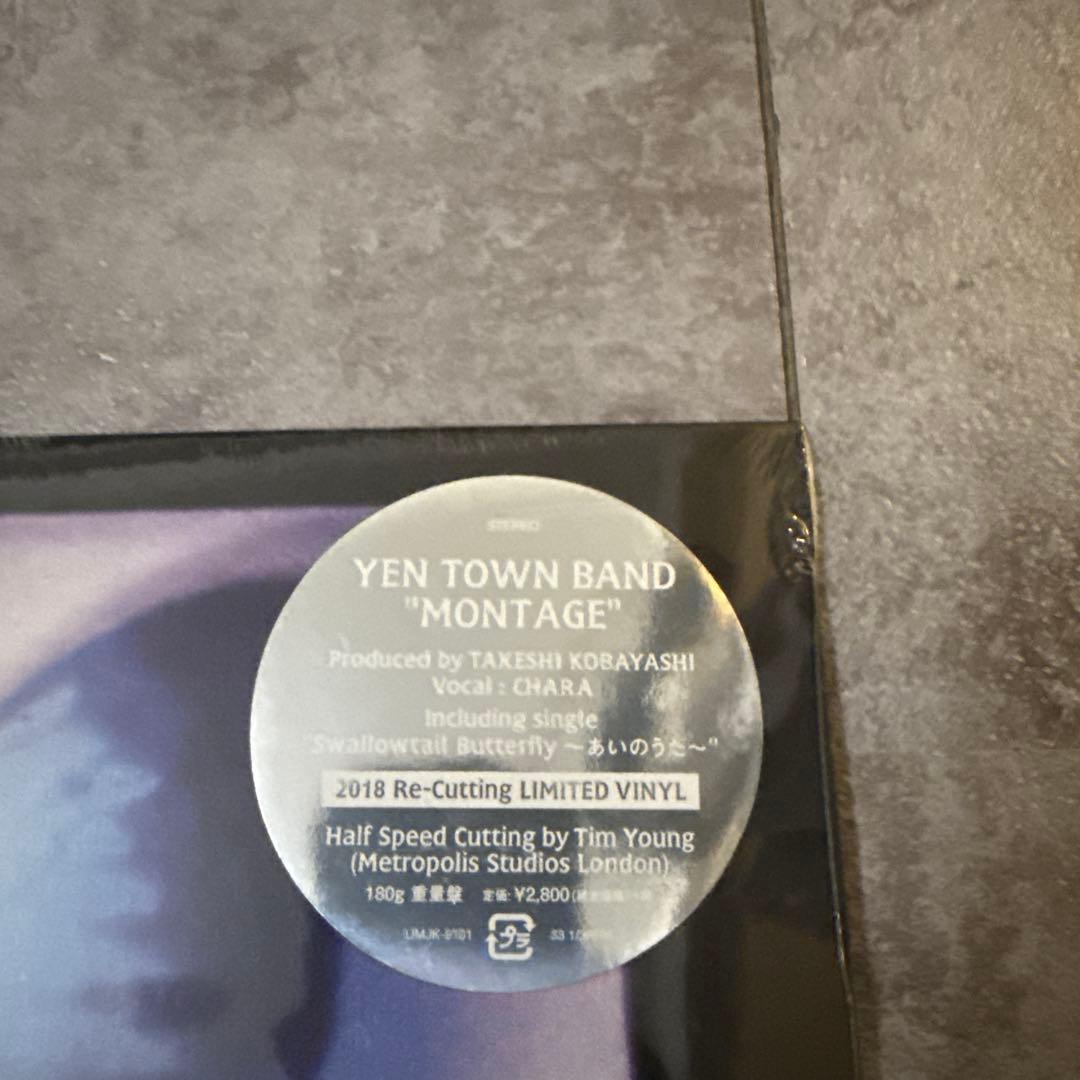 STEREO
YEN TOWN BAND
"MONTAGE"
Produced by TAKESHI KOBAYASHI
Vocal : CHARA
Including single
"Swallowtail Butterfly ～あいのうた～"
2018 Re-Cutting LIMITED VINYL
Half Speed Cutting by Tim Young
(Metropolis Studios London)
180g 重量盤 定価: ¥2,800
UMJK-9101 プラ 33